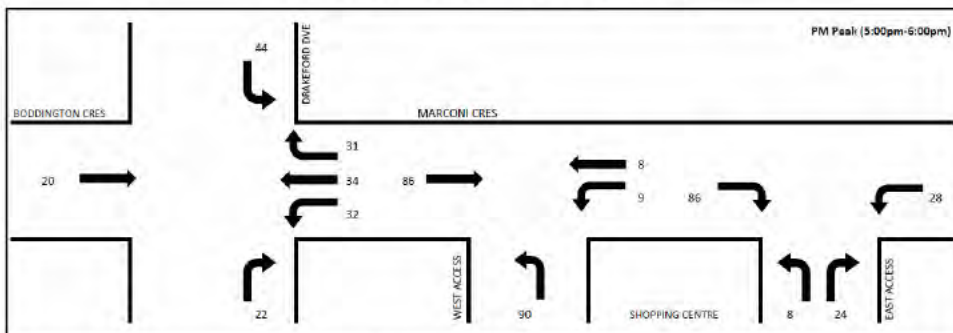 PM Peak (5:00pm-6:00pm)
44
DRAKEFORD DVE
BODDINGTON CRES
MARCONI CRES
31
20
34
86
8
32
9
86
28
WEST ACCESS
EAST ACCESS
22
90
SHOPPING CENTRE
8
24